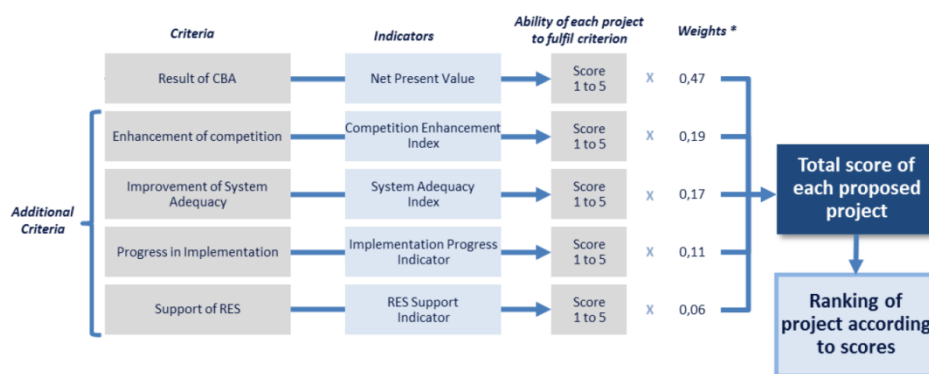 Criteria
Indicators
Ability of each project
to fulfil criterion
Weights *
Result of CBA
Net Present Value
Score
1 to 5
X
0,47
Enhancement of competition
Competition Enhancement
Index
Score
1 to 5
X
0,19
Additional
Criteria
Improvement of System
Adequacy
System Adequacy
Index
Score
1 to 5
X
0,17
Progress in Implementation
Implementation Progress
Indicator
Score
1 to 5
X
0,11
Support of RES
RES Support
Indicator
Score
1 to 5
X
0,06
Total score of
each proposed
project
Ranking of
project according
to scores